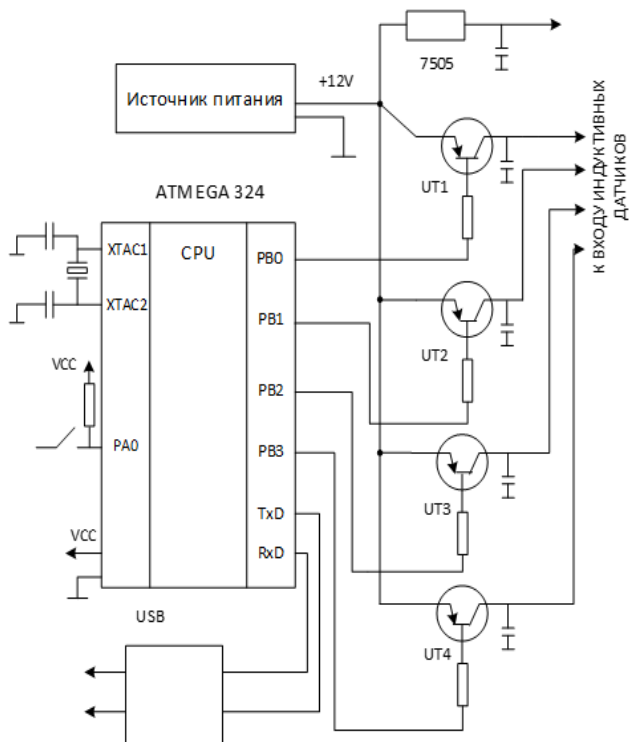 7505
+12V
Источник питания
UT1
К ВХОДУ ИНДУКТИВНЫХ
ДАТЧИКОВ
ATMEGA 324
XTAC1
CPU
PB0
XTAC2
PB1
UT2
VCC
PB2
PA0
PB3
UT3
TxD
VCC
RxD
USB
UT4